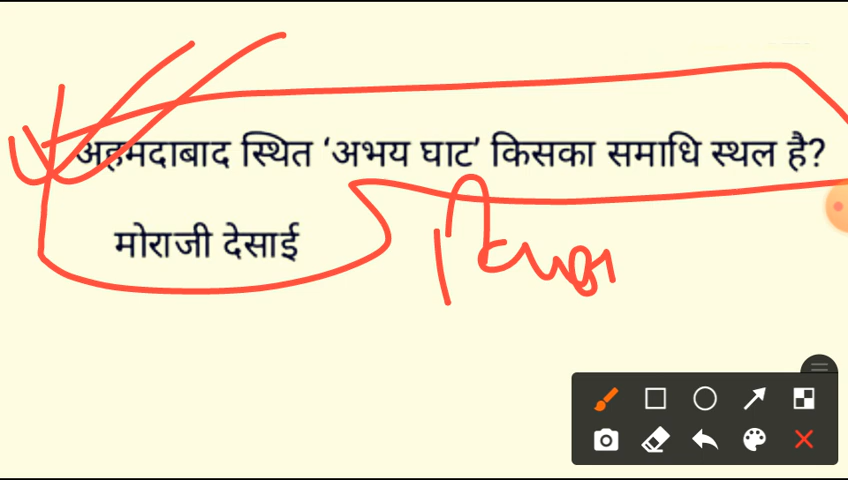 अहमदाबाद स्थित ‘अभय घाट’ किसका समाधि स्थल है?
मोराजी देसाई